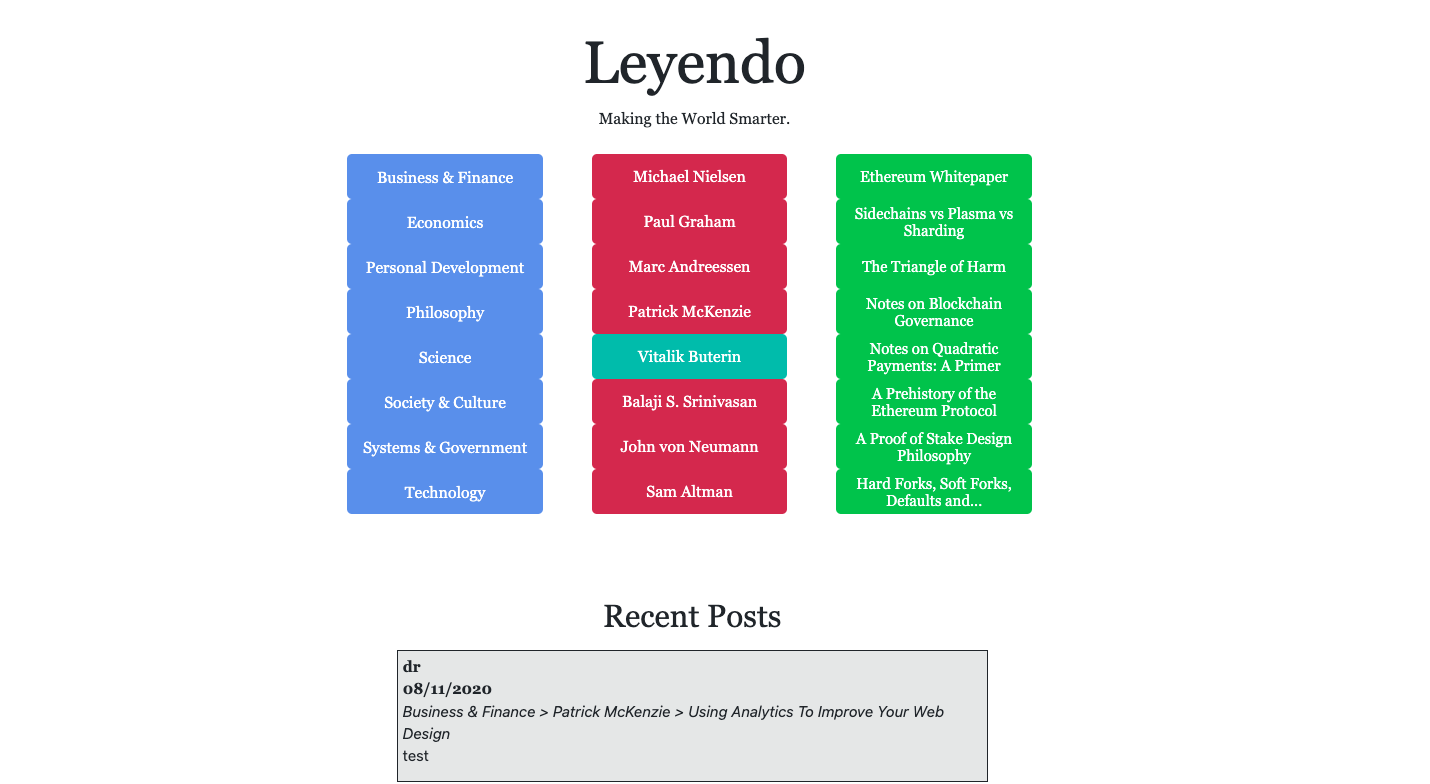 Leyendo
Making the World Smarter.
Business & Finance
Economics
Personal Development
Philosophy
Science
Society & Culture
Systems & Government
Technology
Michael Nielsen
Paul Graham
Marc Andreessen
Patrick McKenzie
Vitalik Buterin
Balaji S. Srinivasan
John von Neumann
Sam Altman
Ethereum Whitepaper
Sidechains vs Plasma vs
Sharding
The Triangle of Harm
Notes on Blockchain
Governance
Notes on Quadratic
Payments: A Primer
A Prehistory of the
Ethereum Protocol
A Proof of Stake Design
Philosophy
Hard Forks, Soft Forks,
Defaults and...
Recent Posts
dr
08/11/2020
Business & Finance > Patrick McKenzie > Using Analytics To Improve Your Web
Design
test